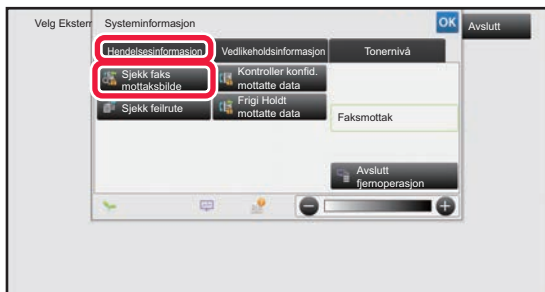 Velg Ekstern
Systeminformasjon
OK
Avslutt
Hendelsesinformasjon
Vedlikeholdsinformasjon
Tonernivå
Sjekk faks
mottaksbilde
Kontroller konfid.
mottatte data
Sjekk feilrute
Frigi Holdt
mottatte data
Faksmottak
Avslutt
fjernoperasjon